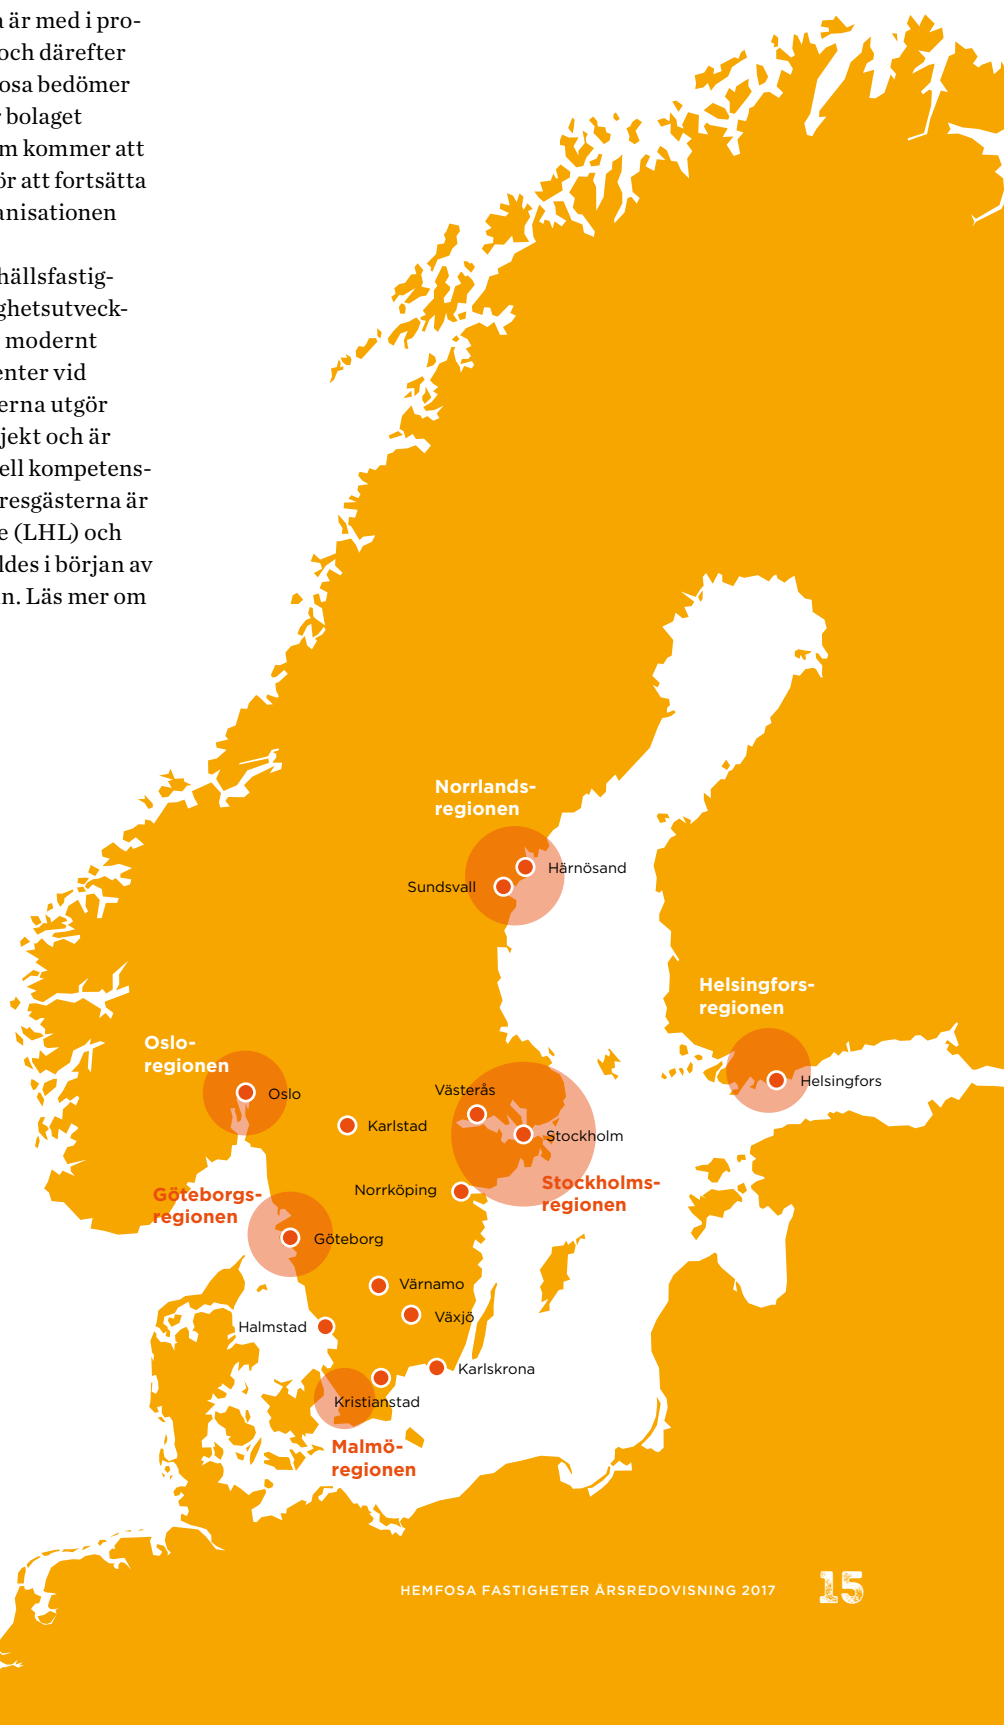 är med i pro-
och därefter
osa bedömer
bolaget
m kommer att
ör att fortsätta
anisationen
hällsfastig-
ghetsutveck-
modernt
enter vid
erna utgör
jekt och är
ell kompetens-
resgästerna är
e (LHL) och
ldes i början av
n. Läs mer om
Norrlands-
regionen
Härnösand
Sundsvall
Helsingfors-
regionen
Helsingfors
Oslo-
regionen
Oslo
Västerås
Karlstad
Stockholm
Stockholms-
regionen
Norrköping
Göteborgs-
regionen
Göteborg
Värnamo
Växjö
Halmstad
Karlskrona
Kristianstad
Malmö-
regionen
HEMFOSA FASTIGHETER ÅRSREDOVISNING 2017 15